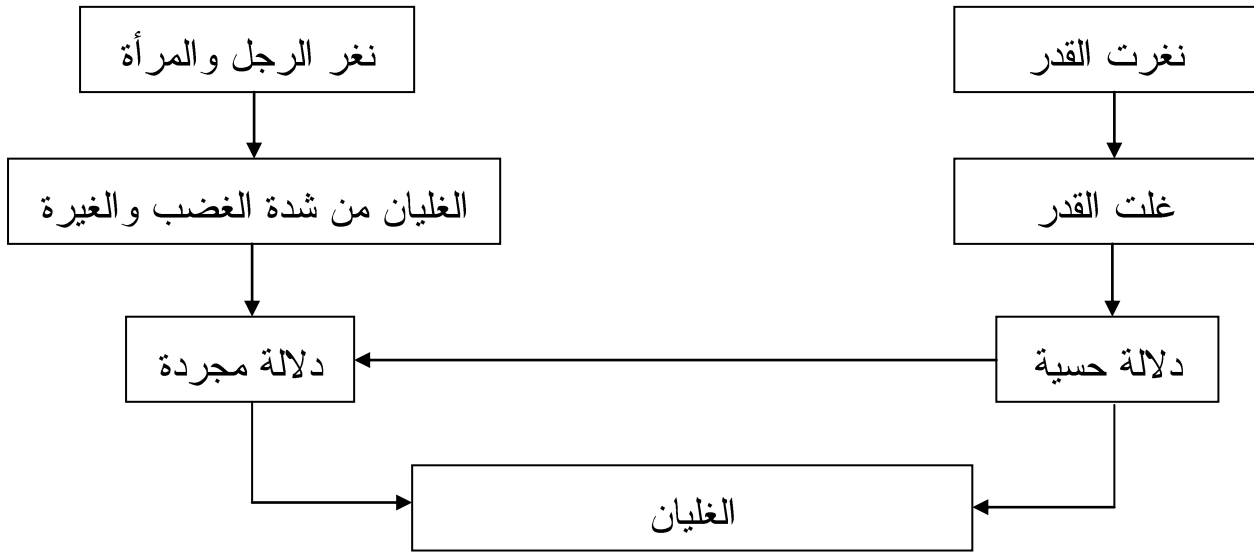 نغرت القدر
نغر الرجل والمرأة
غلت القدر
الغليان من شدة الغضب والغيرة
دلالة حسية
دلالة مجردة
الغليان